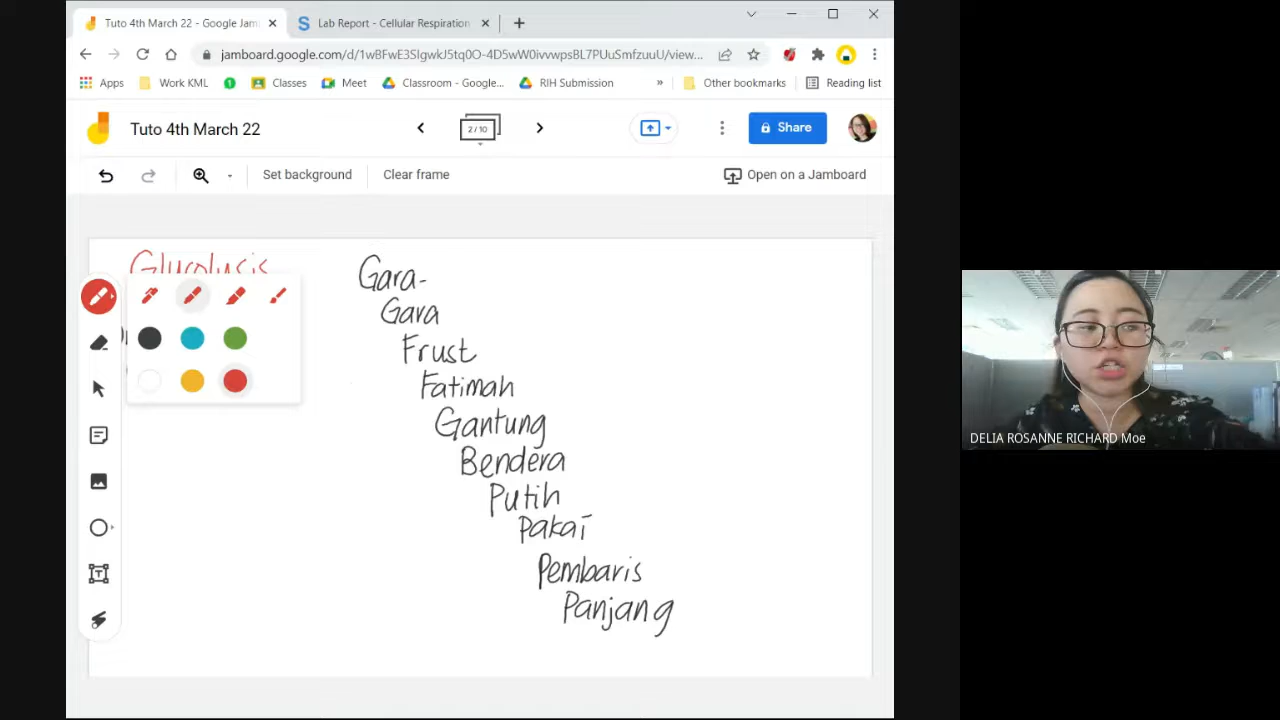 Tuto 4th March 22 - Google Jam
Lab Report - Cellular Respiration
jamboard.google.com/d/1wBFwE3SIgwkJ5tq0O-4D5wW0ivvwpsBL7PUuSmfzuuU/view...
Apps Work KML Classes Meet Classroom - Google... RIH Submission » Other bookmarks Reading list
Tuto 4th March 22
2 / 10
Share
Set background Clear frame Open on a Jamboard
Glycolysis
Gara-
Gara
Frust
Fatimah
Gantung
Bendera
Putih
Pakai
Pembaris
Panjang
DELIA ROSANNE RICHARD Moe